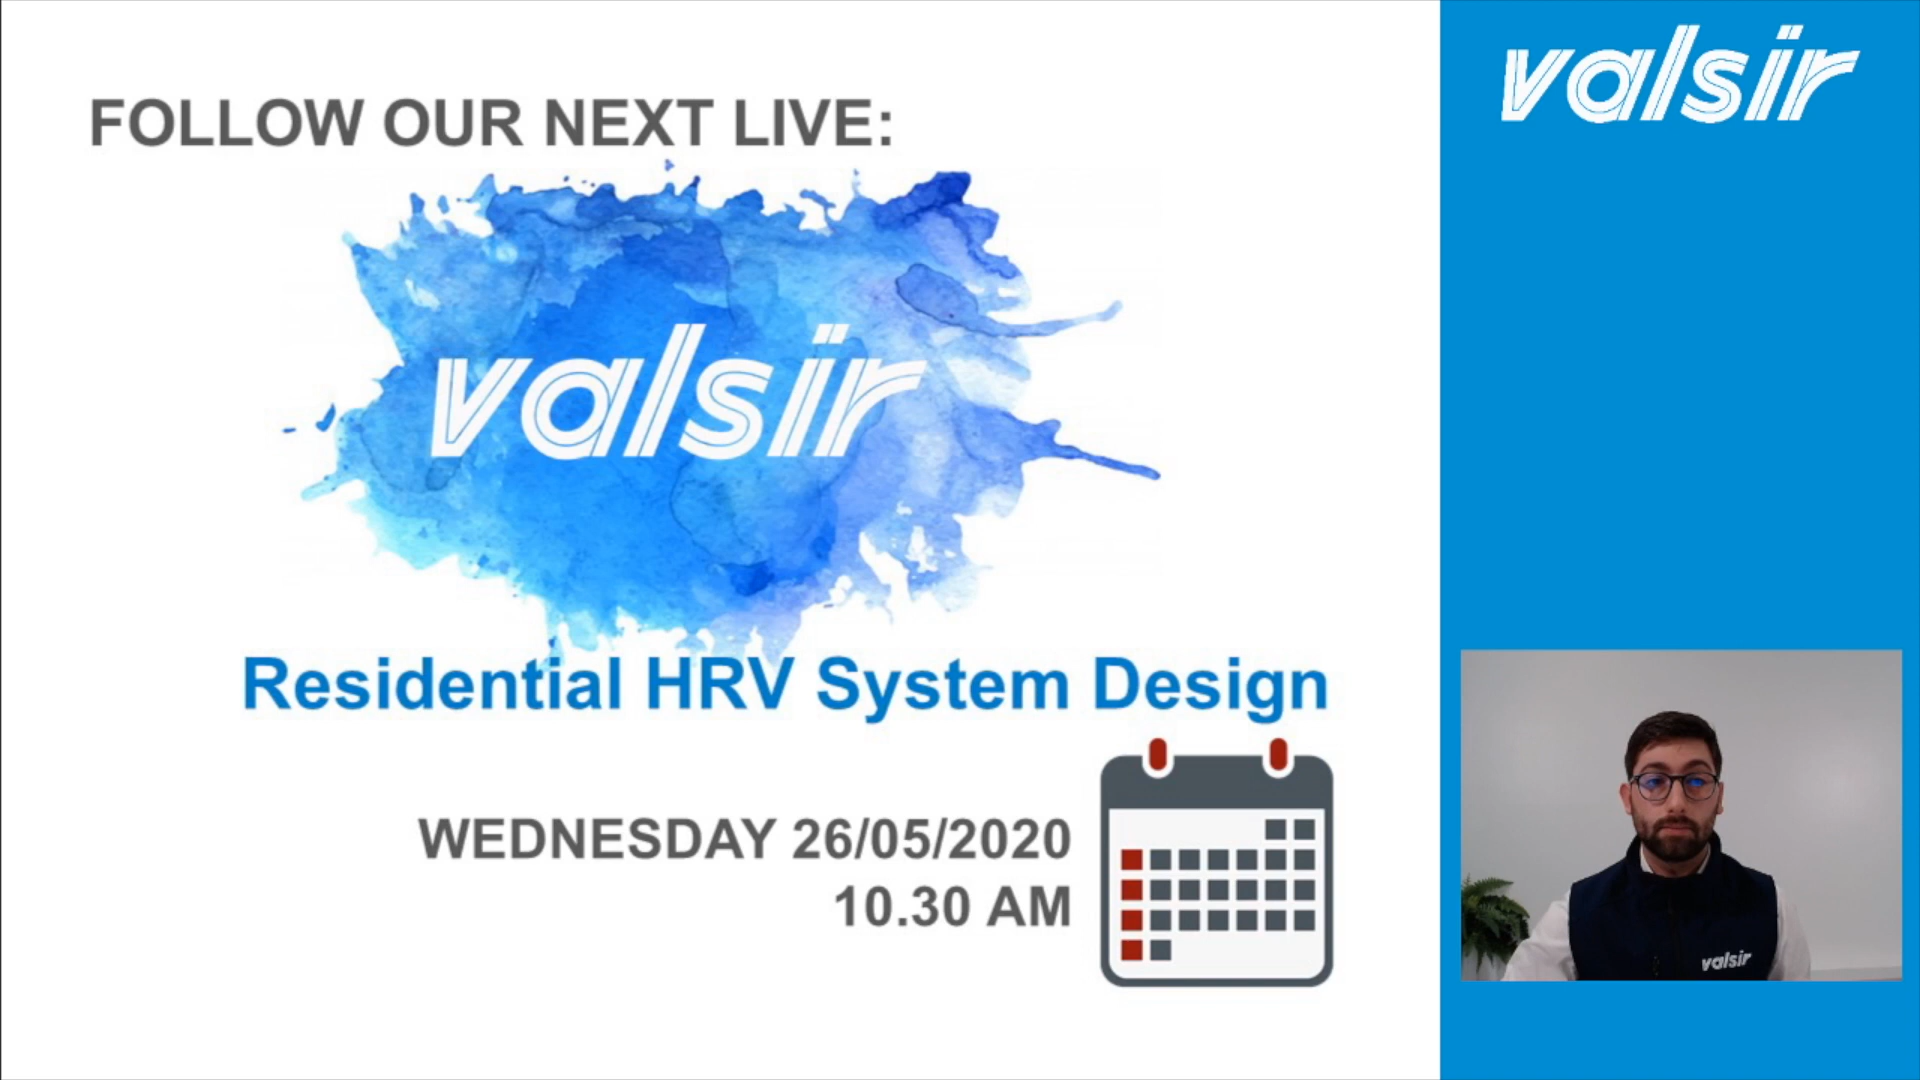 FOLLOW OUR NEXT LIVE:
valsir
Residential HRV System Design
WEDNESDAY 26/05/2020
10.30 AM
valsir
valsir